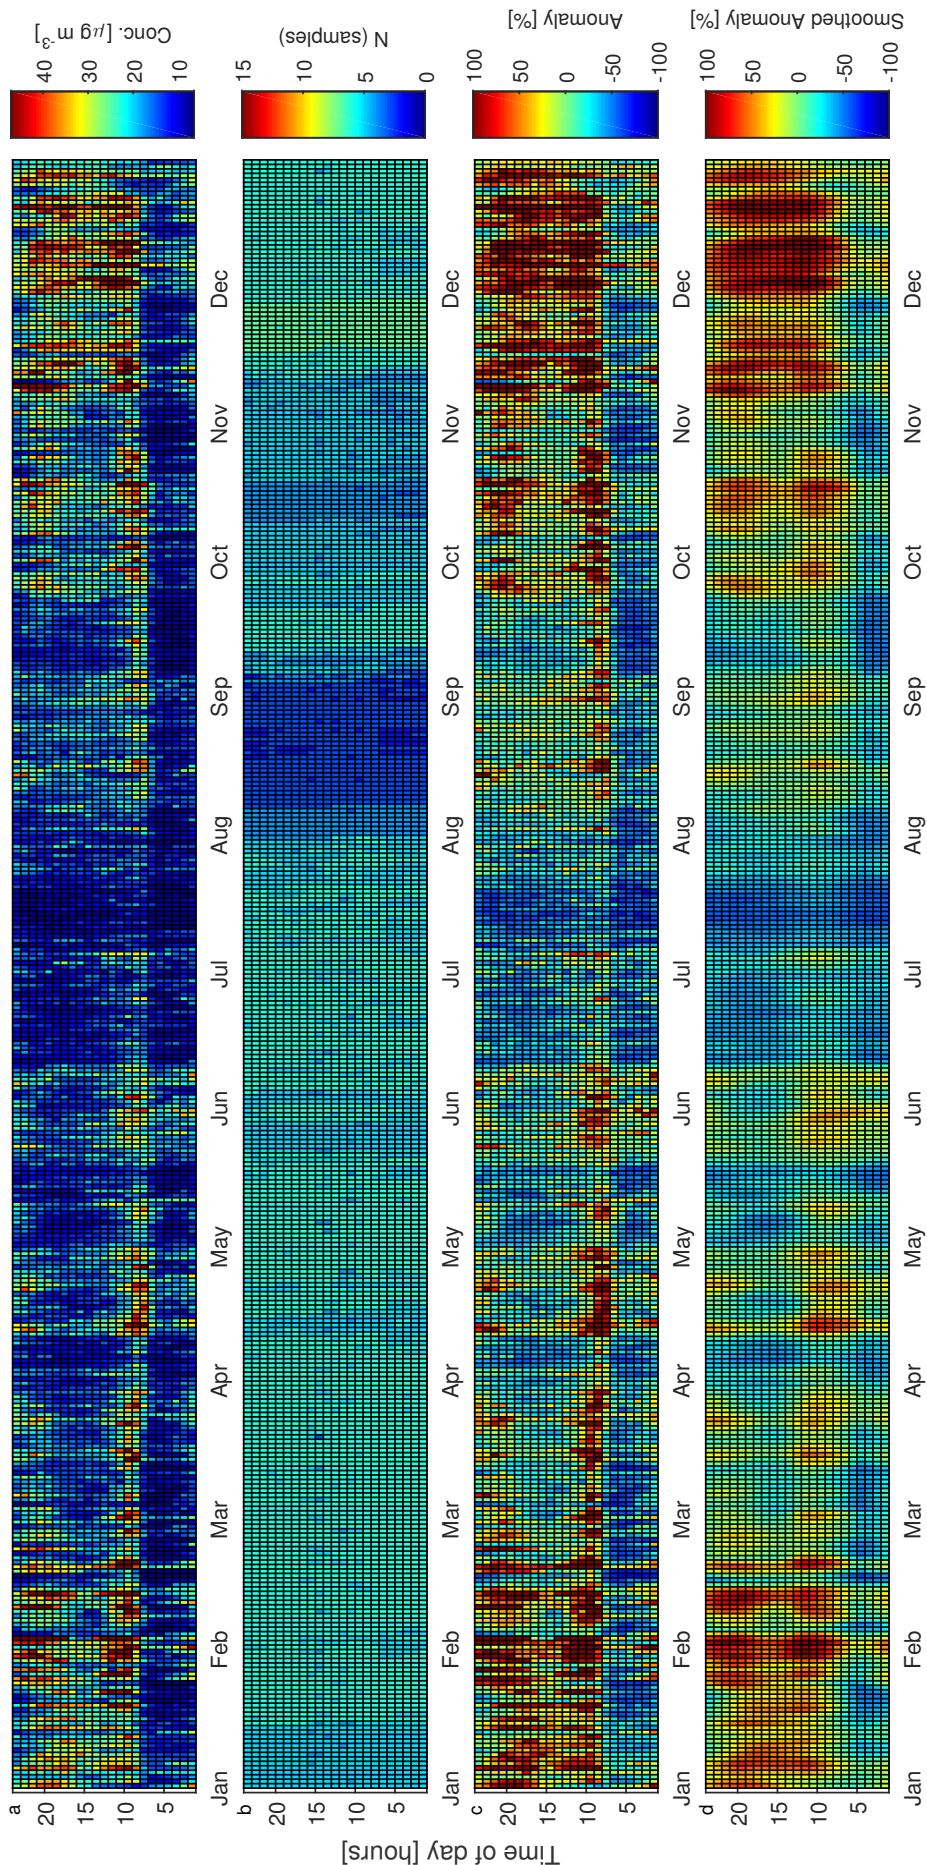 Time of day [hours]
a
20
15
10
5
Jan
Feb
Mar
Apr
May
Jun
Jul
Aug
Sep
Oct
Nov
Dec
40
30
20
10
Conc. [μg m-3]
b
20
15
10
5
Jan
Feb
Mar
Apr
May
Jun
Jul
Aug
Sep
Oct
Nov
Dec
15
10
5
0
N (samples)
c
20
15
10
5
Jan
Feb
Mar
Apr
May
Jun
Jul
Aug
Sep
Oct
Nov
Dec
100
50
0
-50
-100
Anomaly [%]
d
20
15
10
5
Jan
Feb
Mar
Apr
May
Jun
Jul
Aug
Sep
Oct
Nov
Dec
100
50
0
-50
-100
Smoothed Anomaly [%]